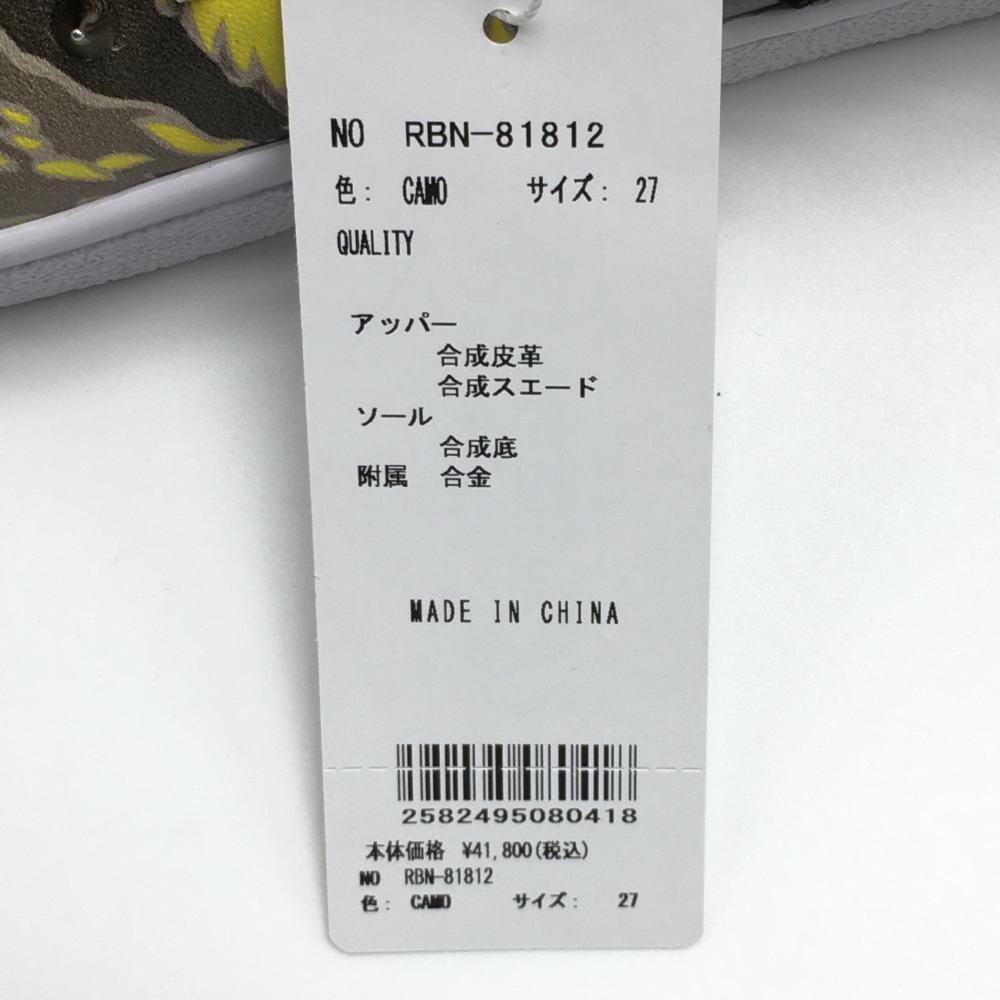 NO RBN-81812
色： CAMO サイズ： 27
QUALITY
アッパー
合成皮革
合成スエード
ソール
合成底
附属 合金
MADE IN CHINA
2582495080418
本体価格 ¥41,800(税込)
NO RBN-81812
色： CAMO サイズ： 27